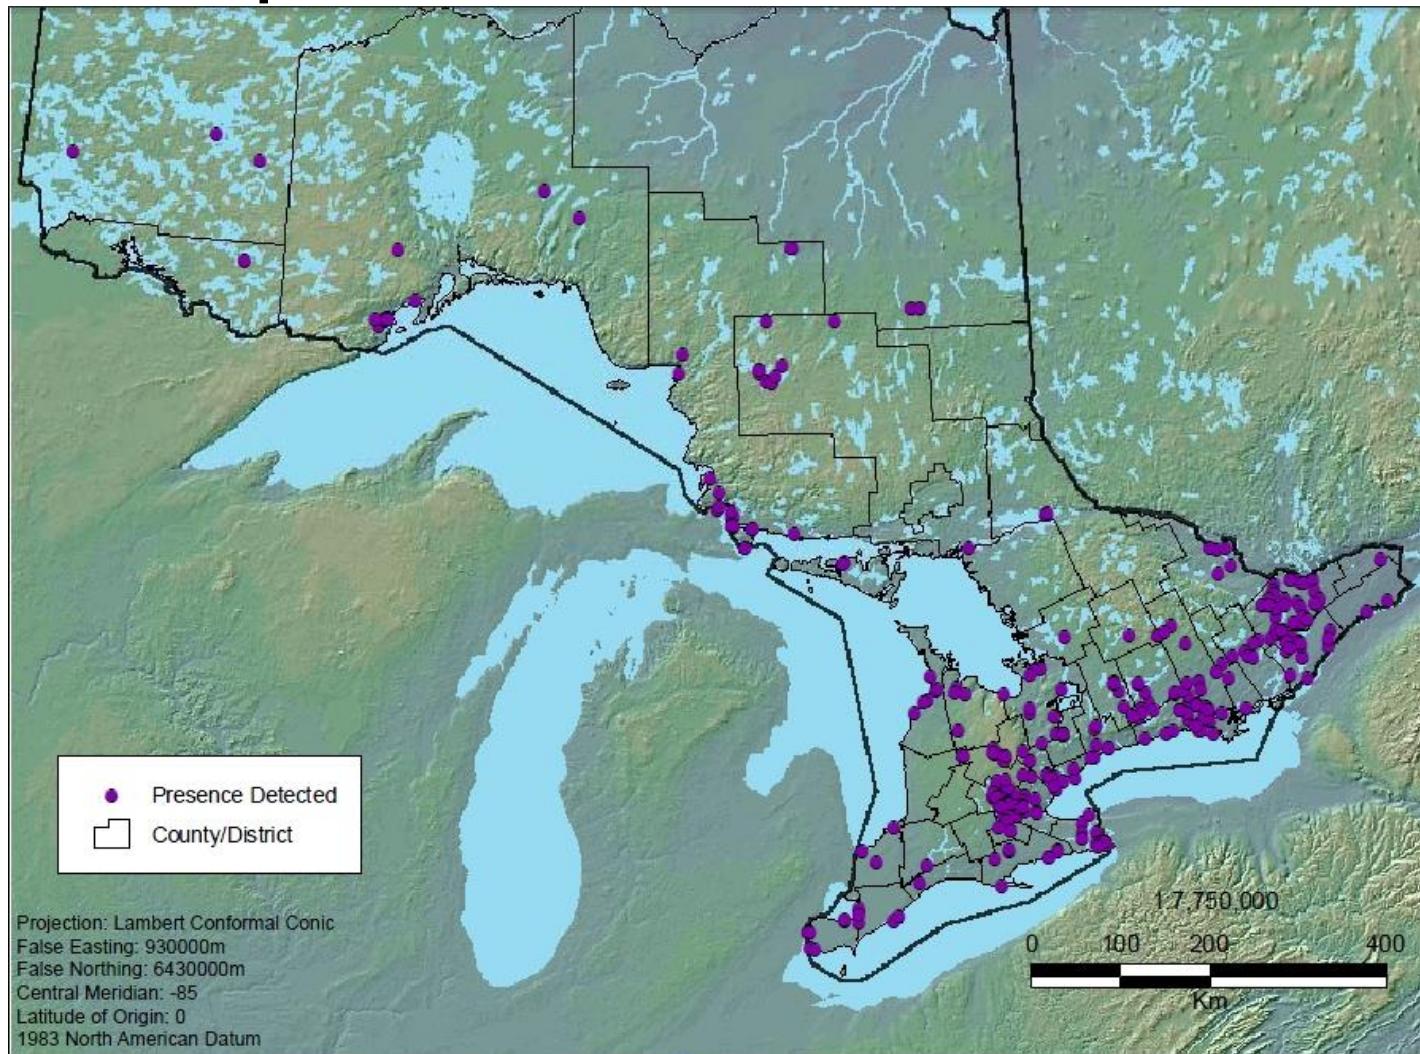 Presence Detected
County/District
Projection: Lambert Conformal Conic
False Easting: 930000m
False Northing: 6430000m
Central Meridian: -85
Latitude of Origin: 0
1983 North American Datum
1:7,750,000
0 100 200 400
Km